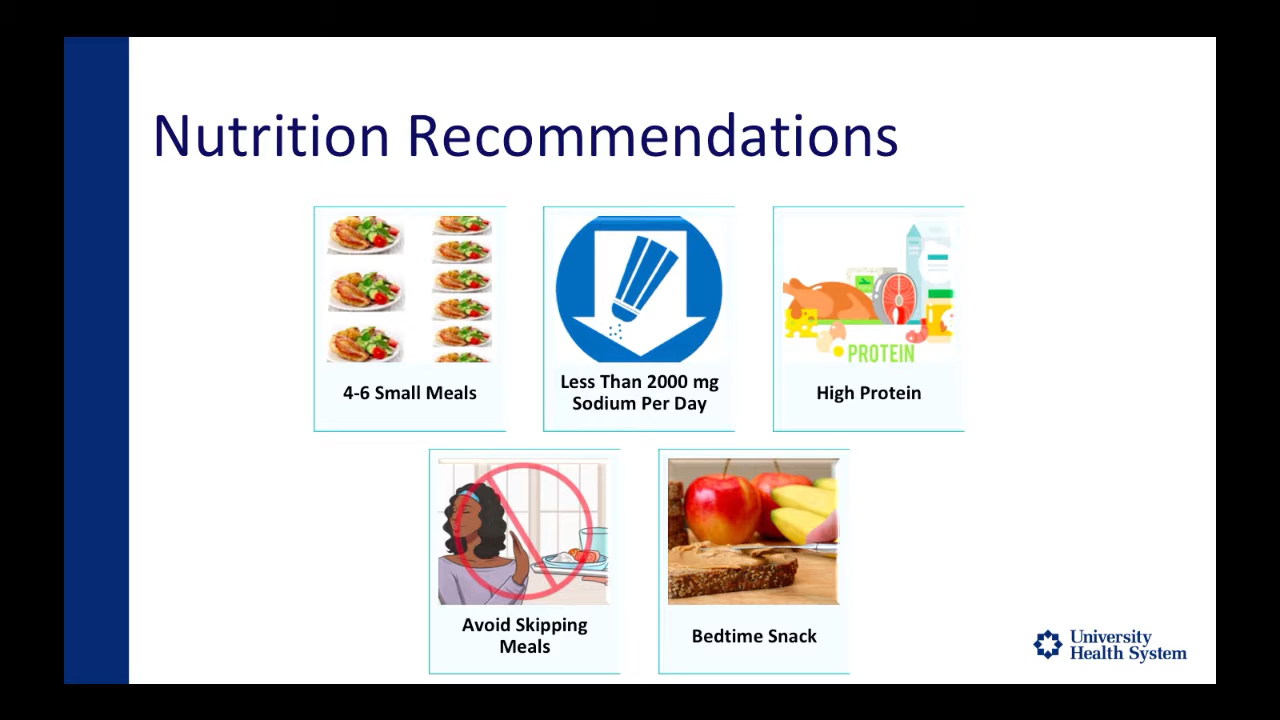 Nutrition Recommendations
4-6 Small Meals
Less Than 2000 mg
Sodium Per Day
PROTEIN
High Protein
Avoid Skipping
Meals
Bedtime Snack
University
Health System